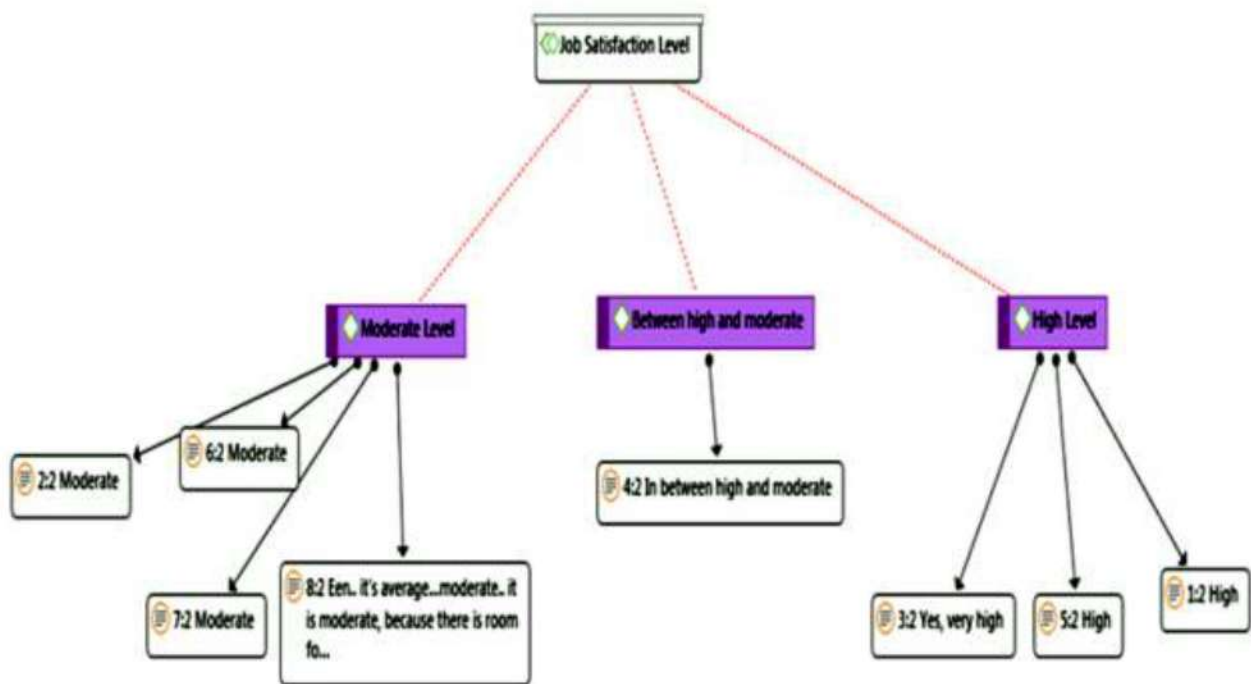 Job Satisfaction Level
Moderate Level
Between high and moderate
High Level
6:2 Moderate
2:2 Moderate
4:2 In between high and moderate
8:2 Een.. it's average...moderate.. it
is moderate, because there is room
fo...
7:2 Moderate
3:2 Yes, very high
5:2 High
1:2 High